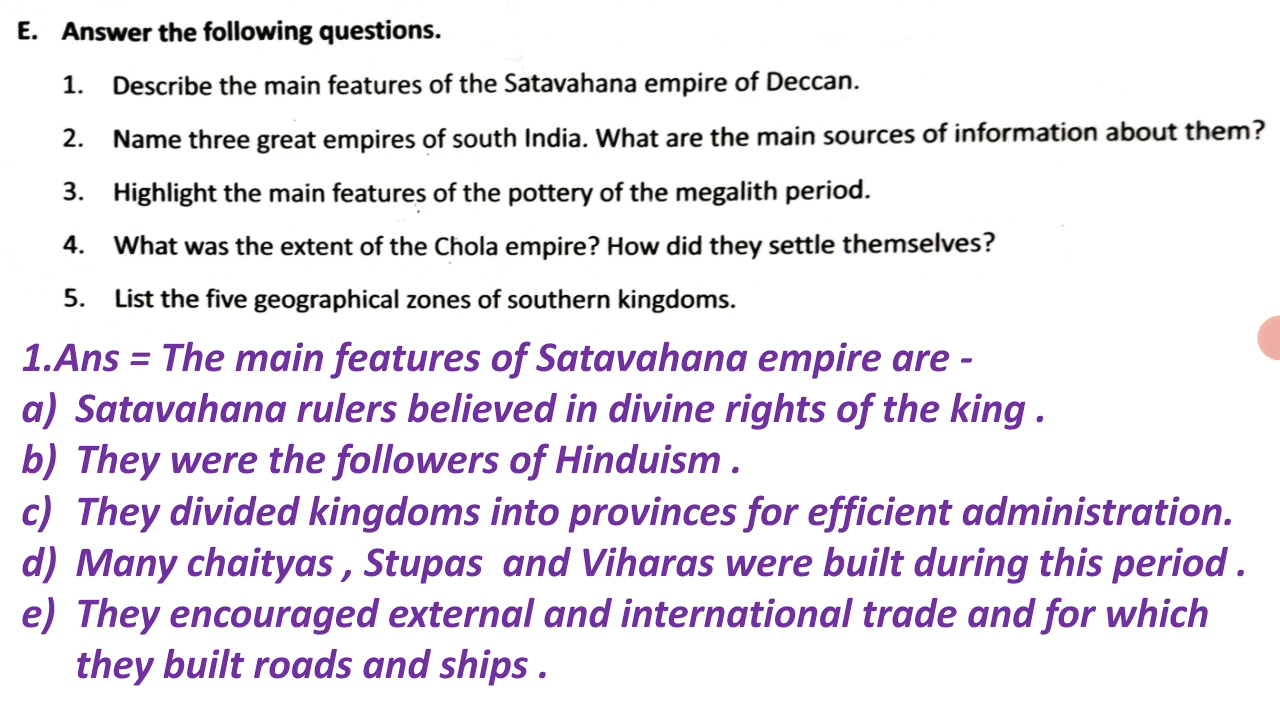 E. Answer the following questions.
1. Describe the main features of the Satavahana empire of Deccan.
2. Name three great empires of south India. What are the main sources of information about them?
3. Highlight the main features of the pottery of the megalith period.
4. What was the extent of the Chola empire? How did they settle themselves?
5. List the five geographical zones of southern kingdoms.
1.Ans = The main features of Satavahana empire are -
a) Satavahana rulers believed in divine rights of the king .
b) They were the followers of Hinduism .
c) They divided kingdoms into provinces for efficient administration.
d) Many chaityas , Stupas and Viharas were built during this period .
e) They encouraged external and international trade and for which
they built roads and ships .